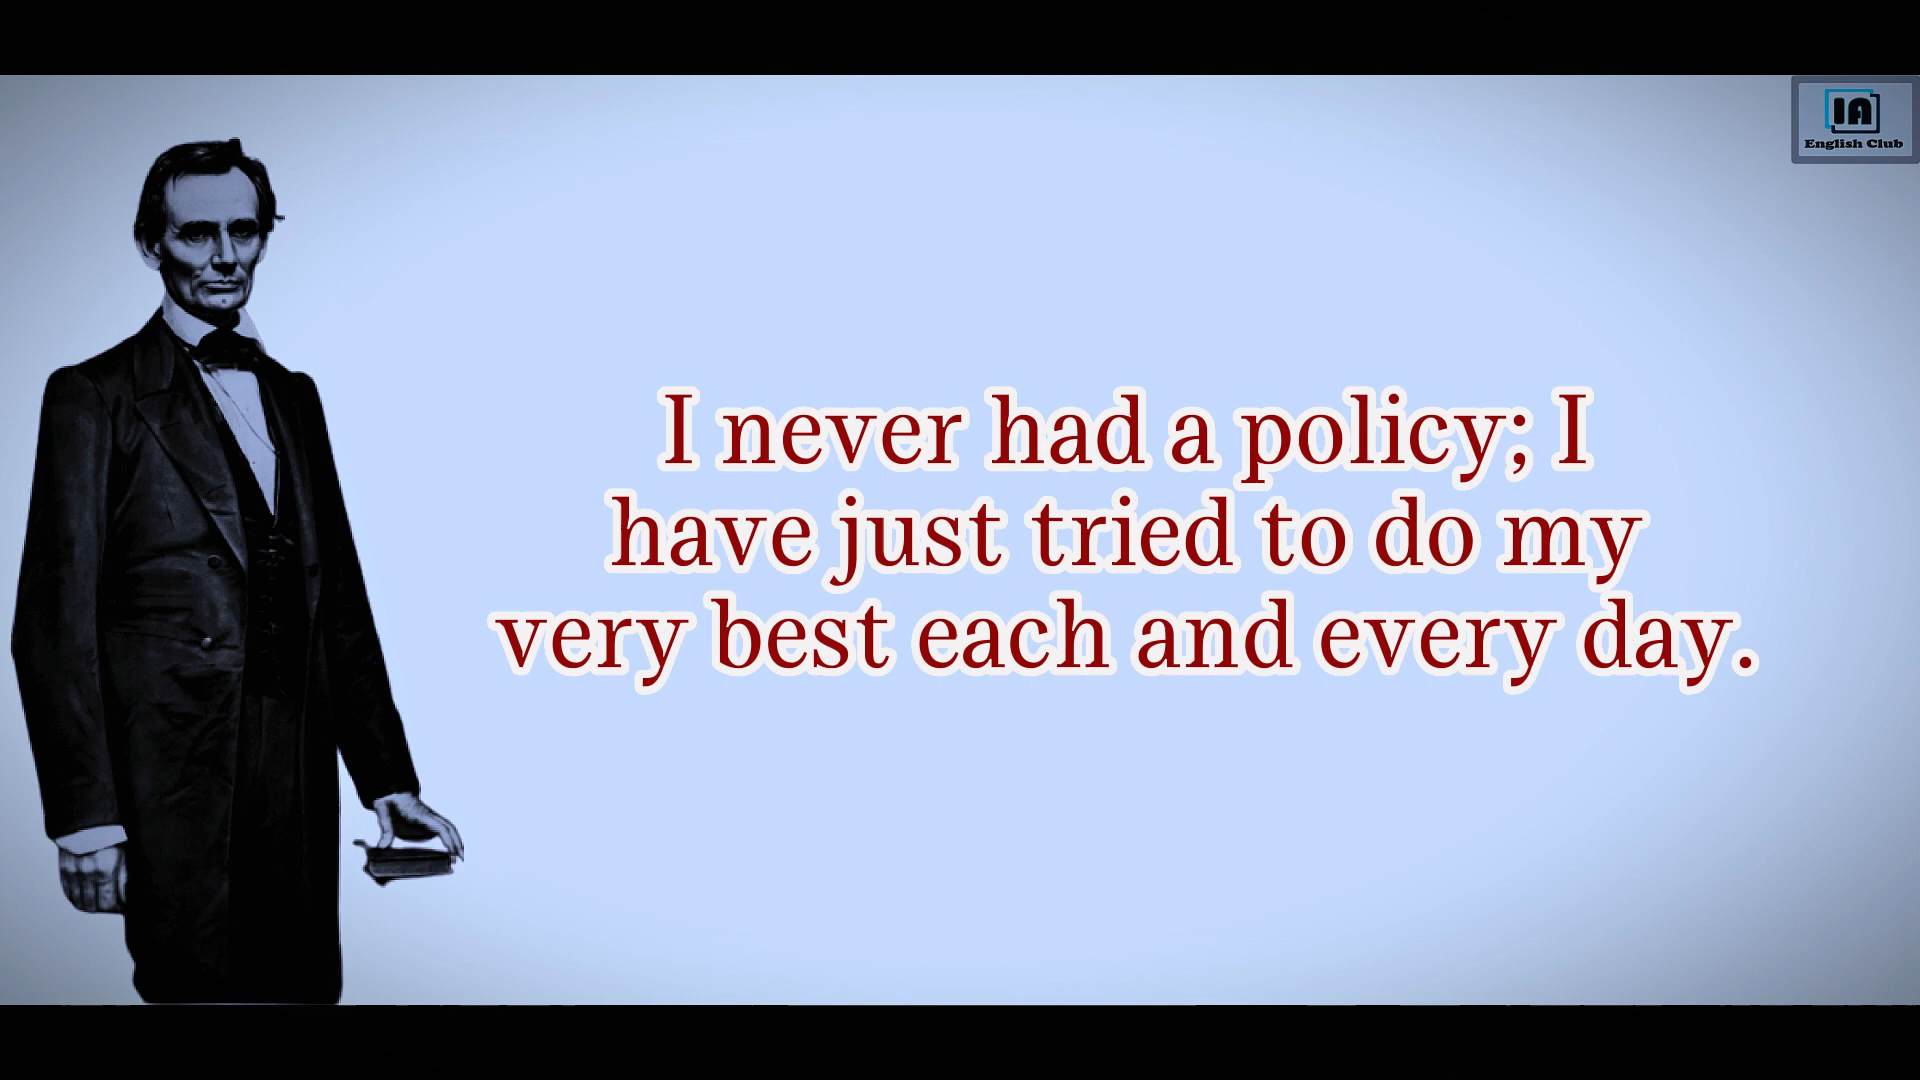 IA
English Club
I never had a policy; I
have just tried to do my
very best each and every day.